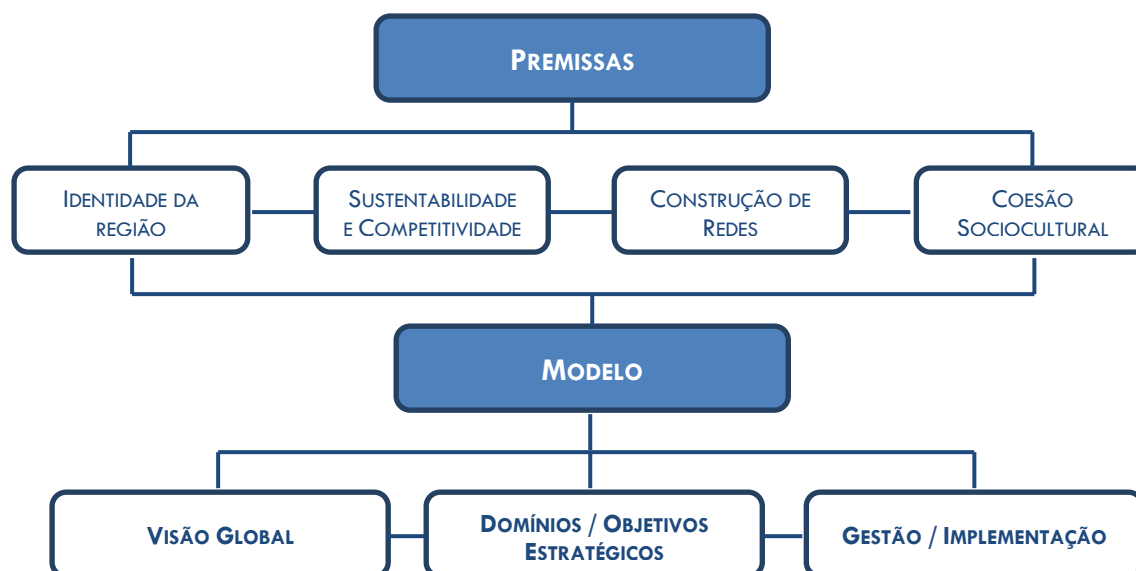 PREMISSAS
IDENTIDADE DA
REGIÃO
SUSTENTABILIDADE
E COMPETITIVIDADE
CONSTRUÇÃO DE
REDES
COESÃO
SOCIOCULTURAL
MODELO
VISÃO GLOBAL
DOMÍNIOS / OBJETIVOS
ESTRATÉGICOS
GESTÃO / IMPLEMENTAÇÃO